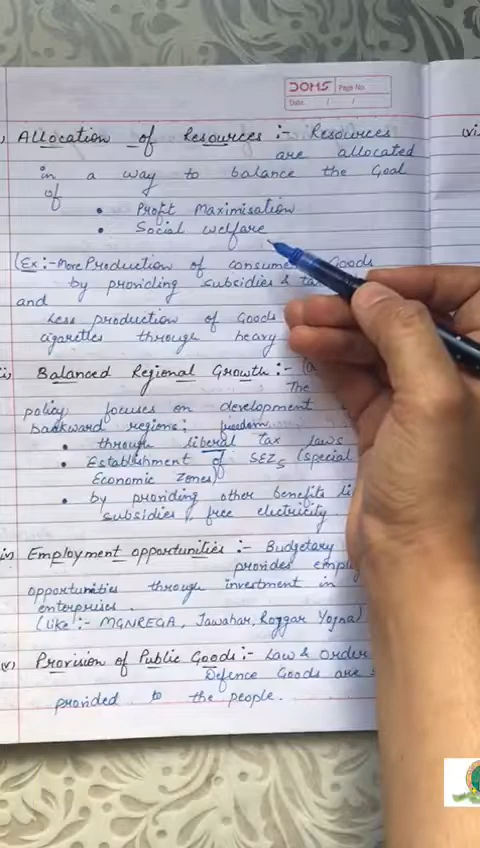 DOMS Page No.
Date / /
(vi
i) Allocation of Resources :- Resources
are allocated
in a way to balance the Goal
of
• Profit Maximisation
• Social welfare
(Ex:- More Production of consumer Goods
by providing subsidies &
and
Less production of Goods
cigarettes through heavy
ii) Balanced Regional Growth :-
The
policy focuses on development
backward regions;
freedom
• through liberal tax laws
• Establishment of SEZs (special
Economic Zones)
• by providing other benefits
subsidies, free electricity.
Employment opportunities :- Budgetary
provides
opportunities through investment in
enterprises.
(like :- MGNREGA, Jawahar, Rozgar Yojna)
Provision of Public Goods :- Law & Order
Defence Goods are
provided to the people.